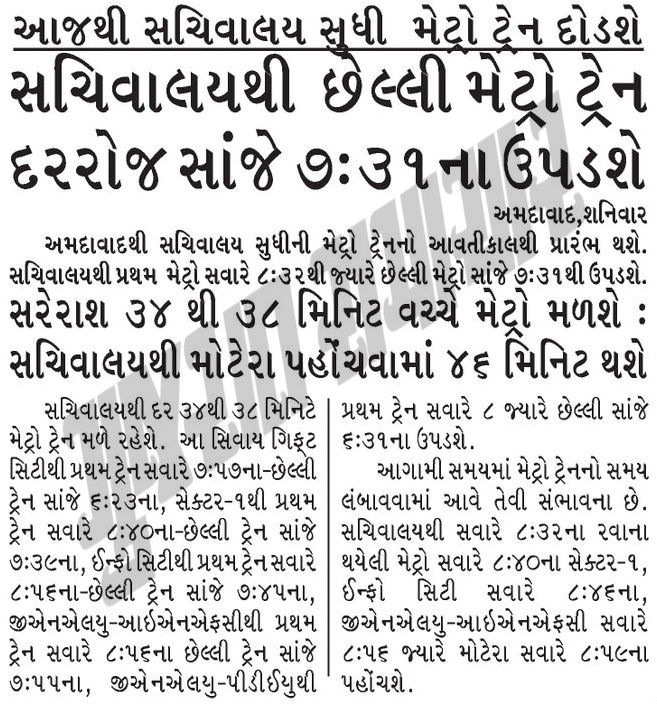 આજથી સચિવાલય સુધી મેટ્રો ટ્રેન દોડશે
સચિવાલયથી છેલ્લી મેટ્રો ટ્રેન
દરરોજ સાંજે ૭:૩૧ના ઉપડશે
અમદાવાદ,શનિવાર
અમદાવાદથી સચિવાલય સુધીની મેટ્રો ટ્રેનનો આવતીકાલથી પ્રારંભ થશે.
સચિવાલયથી પ્રથમ મેટ્રો સવારે ૮:૩૨થી જ્યારે છેલ્લી મેટ્રો સાંજે ૭:૩૧થી ઉપડશે.
સરેરાશ ૩૪ થી ૩૮ મિનિટ વચ્ચે મેટ્રો મળશે :
સચિવાલયથી મોટેરા પહોંચવામાં ૪૬ મિનિટ થશે
સચિવાલયથી દર ૩૪થી ૩૮ મિનિટે
મેટ્રો ટ્રેન મળે રહેશે. આ સિવાય ગિફ્ટ
સિટીથી પ્રથમ ટ્રેન સવારે ૭:૫૭ના-છેલ્લી
ટ્રેન સાંજે ૬:૨૩ના, સેક્ટર-૧થી પ્રથમ
ટ્રેન સવારે ૮:૪૦ના-છેલ્લી ટ્રેન સાંજે
૭:૩૯ના, ઈન્ફો સિટીથી પ્રથમ ટ્રેન સવારે
૮:૫૬ના-છેલ્લી ટ્રેન સાંજે ૭:૪૫ના,
જીએનએલયુ-આઇએનએફસીથી પ્રથમ
ટ્રેન સવારે ૮:૫૬ના છેલ્લી ટ્રેન સાંજે
૭:૫૫ના, જીએનએલયુ-પીડીઈયુથી
પ્રથમ ટ્રેન સવારે ૮ જ્યારે છેલ્લી સાંજે
૬:૩૧ના ઉપડશે.
આગામી સમયમાં મેટ્રો ટ્રેનનો સમય
લંબાવવામાં આવે તેવી સંભાવના છે.
સચિવાલયથી સવારે ૮:૩૨ના રવાના
થયેલી મેટ્રો સવારે ૮:૪૦ના સેક્ટર-૧,
ઈન્ફો સિટી સવારે ૮:૪૬ના,
જીએનએલયુ-આઇએનએફસી સવારે
૮:૫૬ જ્યારે મોટેરા સવારે ૮:૫૯ના
પહોંચશે.
ગુજરાત સમાચાર